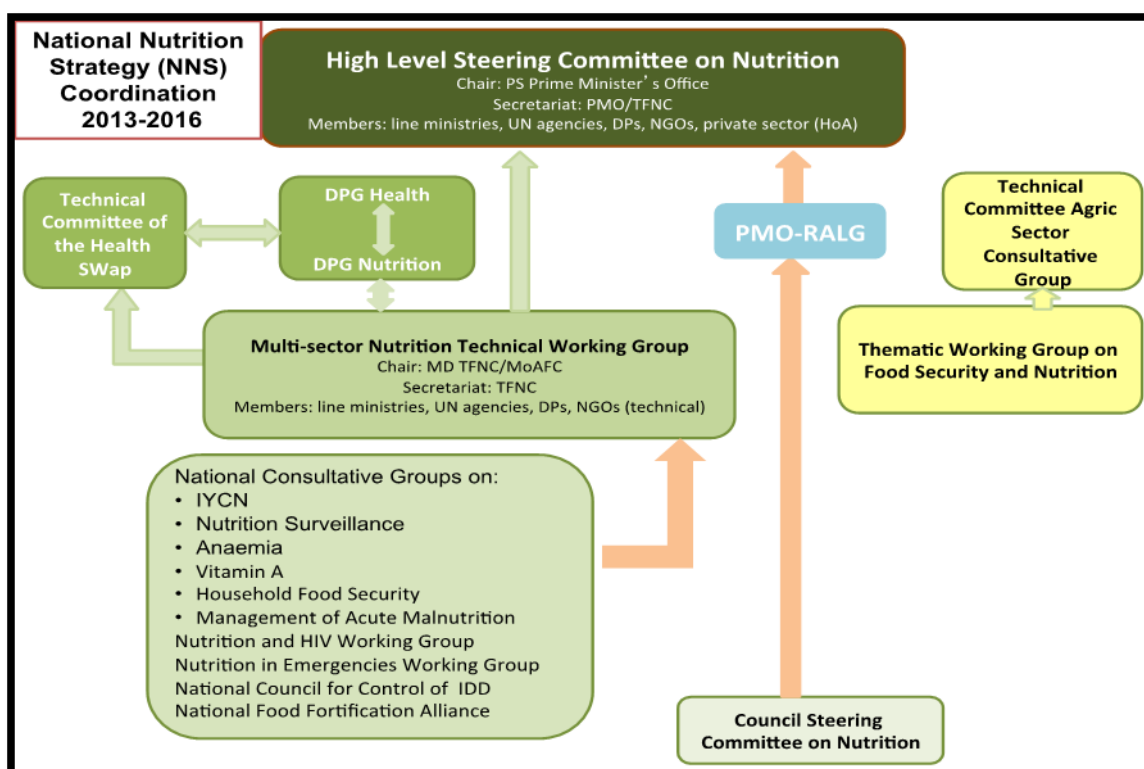 National Nutrition
Strategy (NNS)
Coordination
2013-2016
High Level Steering Committee on Nutrition
Chair: PS Prime Minister’s Office
Secretariat: PMO/TFNC
Members: line ministries, UN agencies, DPs, NGOs, private sector (HoA)
Technical
Committee of
the Health
SWap
DPG Health
DPG Nutrition
PMO-RALG
Technical
Committee Agric
Sector
Consultative
Group
Multi-sector Nutrition Technical Working Group
Chair: MD TFNC/MoAFC
Secretariat: TFNC
Members: line ministries, UN agencies, DPs, NGOs (technical)
Thematic Working Group on
Food Security and Nutrition
National Consultative Groups on:
• IYCN
• Nutrition Surveillance
• Anaemia
• Vitamin A
• Household Food Security
• Management of Acute Malnutrition
Nutrition and HIV Working Group
Nutrition in Emergencies Working Group
National Council for Control of IDD
National Food Fortification Alliance
Council Steering
Committee on Nutrition